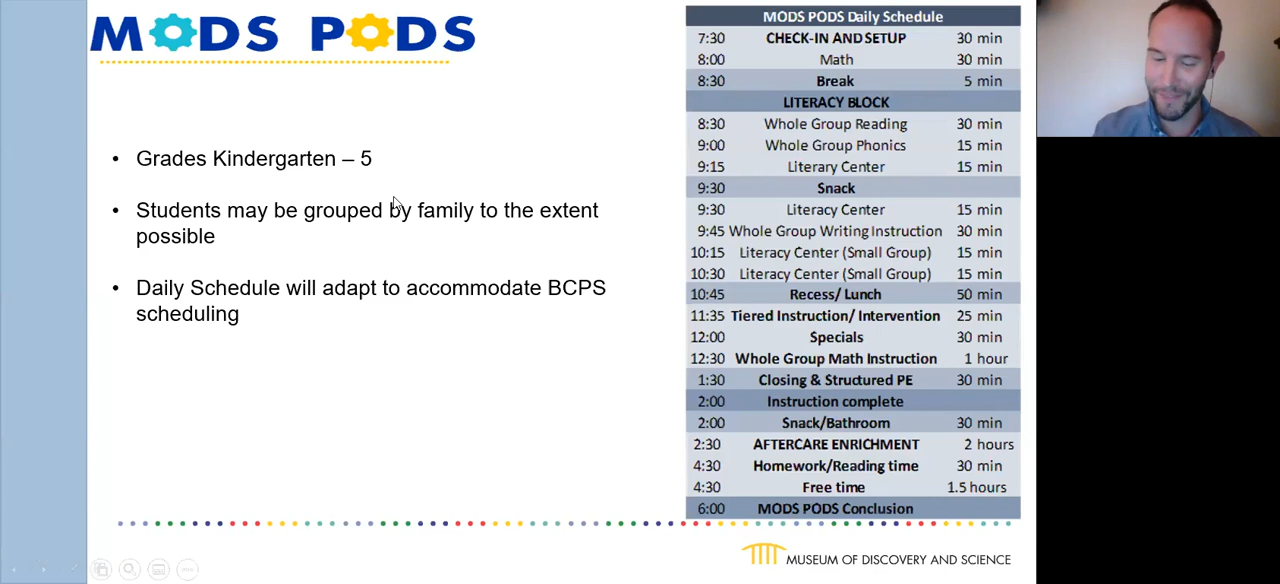 MODS PODS
Grades Kindergarten – 5
Students may be grouped by family to the extent
possible
Daily Schedule will adapt to accommodate BCPS
scheduling
MODS PODS Daily Schedule
7:30 CHECK-IN AND SETUP 30 min
8:00 Math 30 min
8:30 Break 5 min
LITERACY BLOCK
8:30 Whole Group Reading 30 min
9:00 Whole Group Phonics 15 min
9:15 Literary Center 15 min
9:30 Snack
9:30 Literacy Center 15 min
9:45 Whole Group Writing Instruction 30 min
10:15 Literacy Center (Small Group) 15 min
10:30 Literacy Center (Small Group) 15 min
10:45 Recess/ Lunch 50 min
11:35 Tiered Instruction/ Intervention 25 min
12:00 Specials 30 min
12:30 Whole Group Math Instruction 1 hour
1:30 Closing & Structured PE 30 min
2:00 Instruction complete
2:00 Snack/Bathroom 30 min
2:30 AFTERCARE ENRICHMENT 2 hours
4:30 Homework/Reading time 30 min
4:30 Free time 1.5 hours
6:00 MODS PODS Conclusion
MUSEUM OF DISCOVERY AND SCIENCE